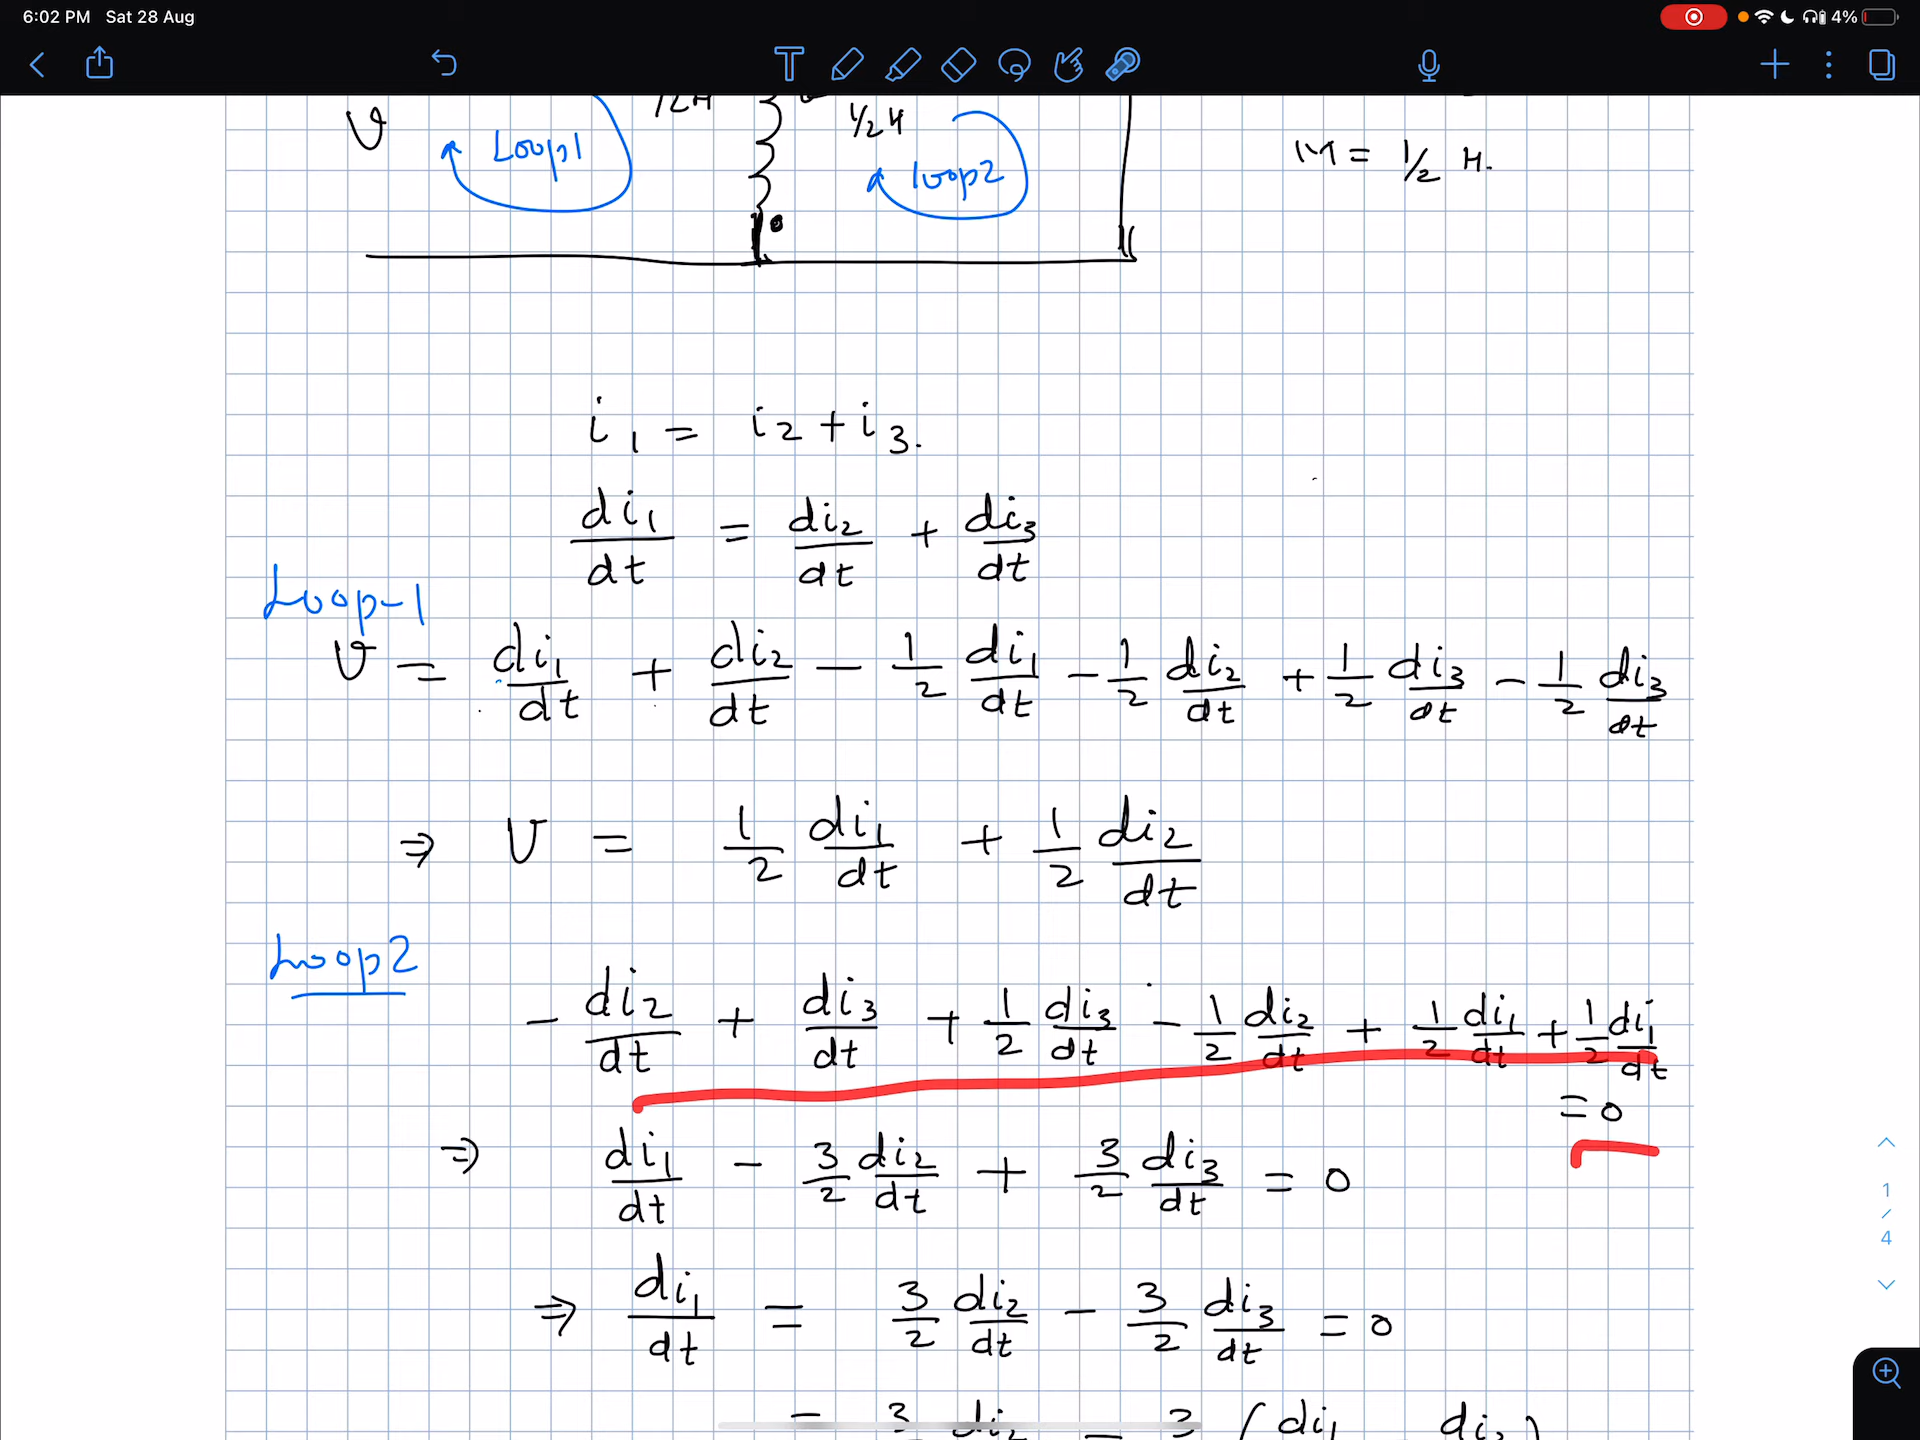 6:02 PM Sat 28 Aug 4%
T
V Loop1 1/2H 1/2H loop2 M = 1/2 H.
i1 = i2 + i3.
di1/dt = di2/dt + di3/dt
Loop-1
V = di1/dt + di2/dt - 1/2 di1/dt - 1/2 di2/dt + 1/2 di3/dt - 1/2 di3/dt
⇒ V = 1/2 di1/dt + 1/2 di2/dt
Loop2
- di2/dt + di3/dt + 1/2 di3/dt - 1/2 di2/dt + 1/2 di1/dt + 1/2 di1/dt
= 0
⇒ di1/dt - 3/2 di2/dt + 3/2 di3/dt = 0
⇒ di1/dt = 3/2 di2/dt - 3/2 di3/dt = 0
1
/
4